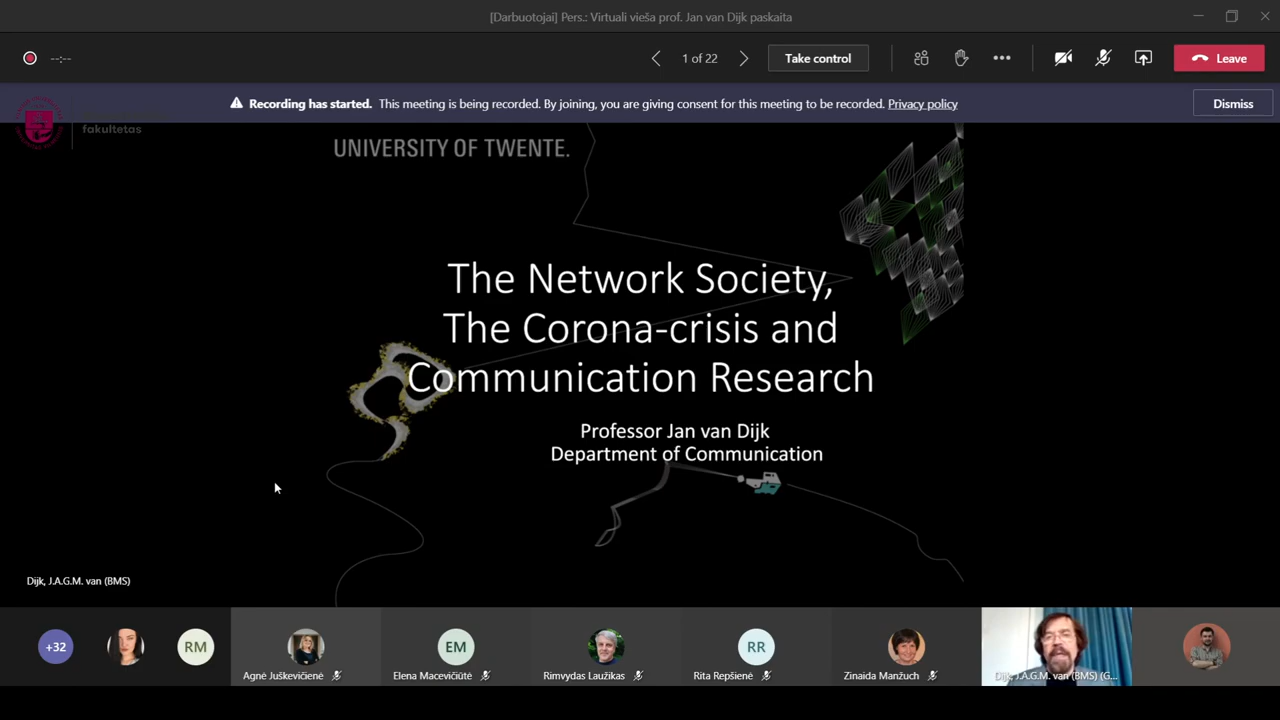 [Darbuotojai] Pers.: Virtuali vieša prof. Jan van Dijk paskaita
--:--
1 of 22
Take control
Leave
Recording has started. This meeting is being recorded. By joining, you are giving consent for this meeting to be recorded. Privacy policy
Dismiss
fakultetas
UNIVERSITY OF TWENTE.
The Network Society,
The Corona-crisis and
Communication Research
Professor Jan van Dijk
Department of Communication
Dijk, J.A.G.M. van (BMS)
+32
RM
EM
RR
Agnė Juškevičienė
Elena Macevičiūtė
Rimvydas Laužikas
Rita Repšienė
Zinaida Manžuch
Dijk, J.A.G.M. van (BMS) (G...